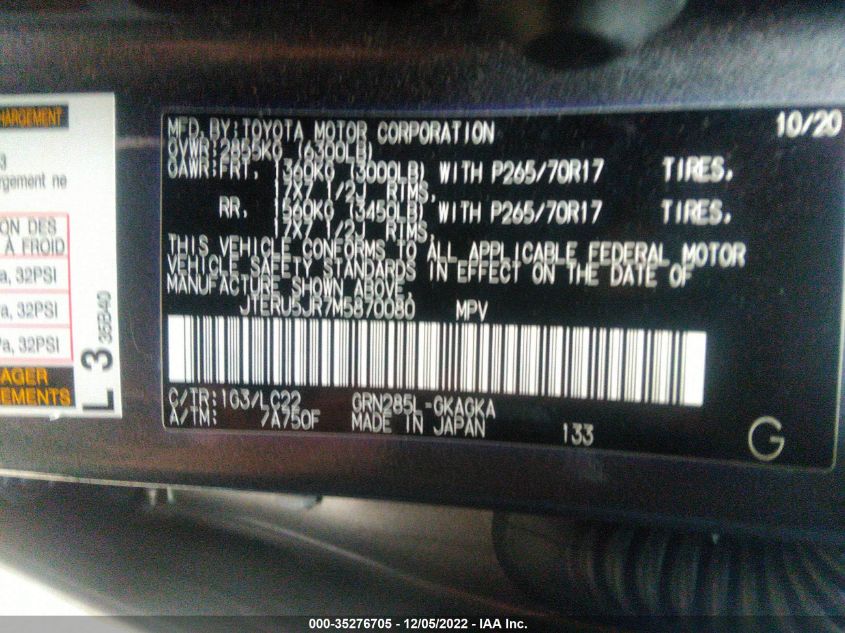 HARGEMENT
3
rgement ne
ON DES
À FROID
a, 32PSI
a, 32PSI
Pa, 32PSI
AGER
EMENTS
L 3 35B40
MFD. BY: TOYOTA MOTOR CORPORATION 10/20
GVWR: 2855KG (6300LB)
GAWR: FRT. 1360KG (3000LB) WITH P265/70R17 TIRES,
17X7 1/2J RIMS,
RR. 1560KG (3450LB) WITH P265/70R17 TIRES,
17X7 1/2J RIMS,
THIS VEHICLE CONFORMS TO ALL APPLICABLE FEDERAL MOTOR
VEHICLE SAFETY STANDARDS IN EFFECT ON THE DATE OF
MANUFACTURE SHOWN ABOVE.
JTERU5JR7M5870080 MPV
C/TR: 1G3/LC22 GRN285L-GKAGKA
A/TM: 7A750F MADE IN JAPAN 133
G
000-35276705 - 12/05/2022 - IAA Inc.